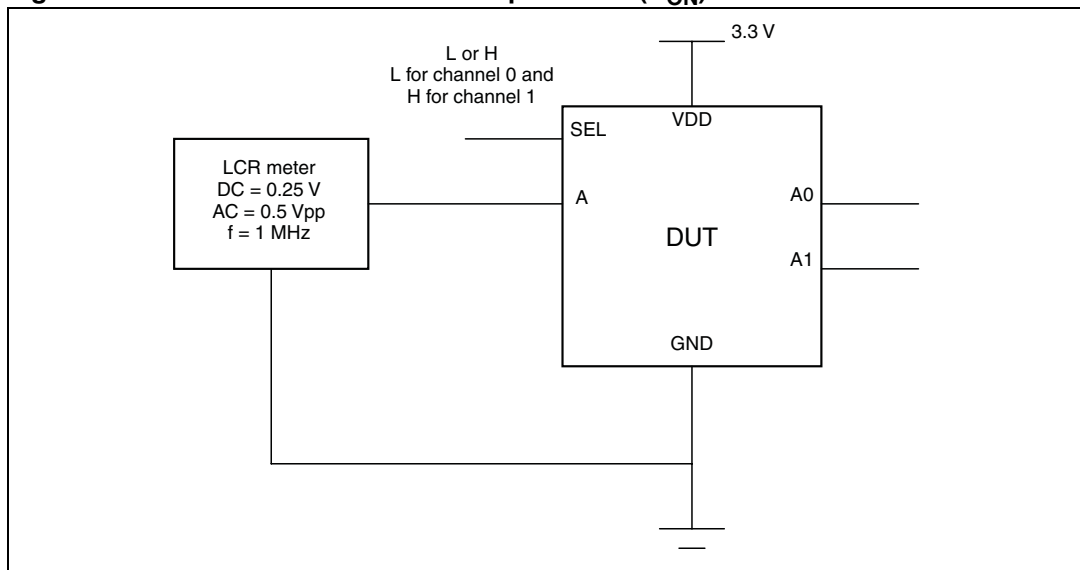 3.3 V
L or H
L for channel 0 and
H for channel 1
SEL
VDD
LCR meter
DC = 0.25 V
AC = 0.5 Vpp
f = 1 MHz
A
A0
DUT
A1
GND